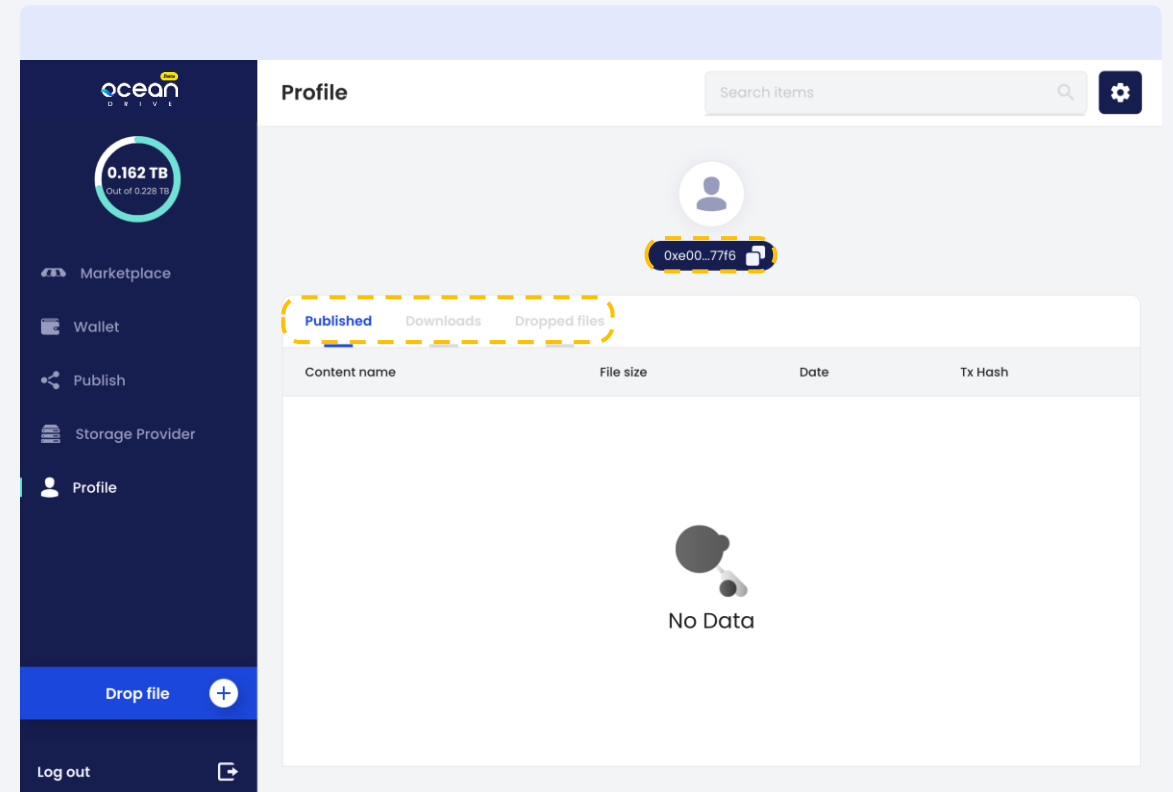 Beta
ocean
DRIVE
0.162 TB
Out of 0.228 TB
Marketplace
Wallet
Publish
Storage Provider
Profile
Drop file
Log out
Profile
Search items
0xe00...77f6
Published Downloads Dropped files
Content name File size Date Tx Hash
No Data